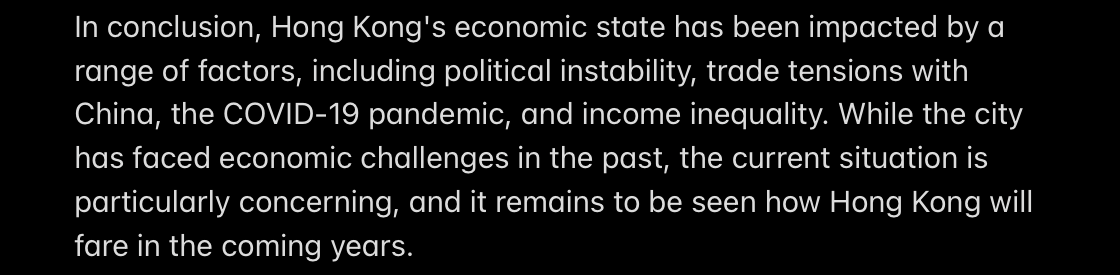 In conclusion, Hong Kong's economic state has been impacted by a
range of factors, including political instability, trade tensions with
China, the COVID-19 pandemic, and income inequality. While the city
has faced economic challenges in the past, the current situation is
particularly concerning, and it remains to be seen how Hong Kong will
fare in the coming years.